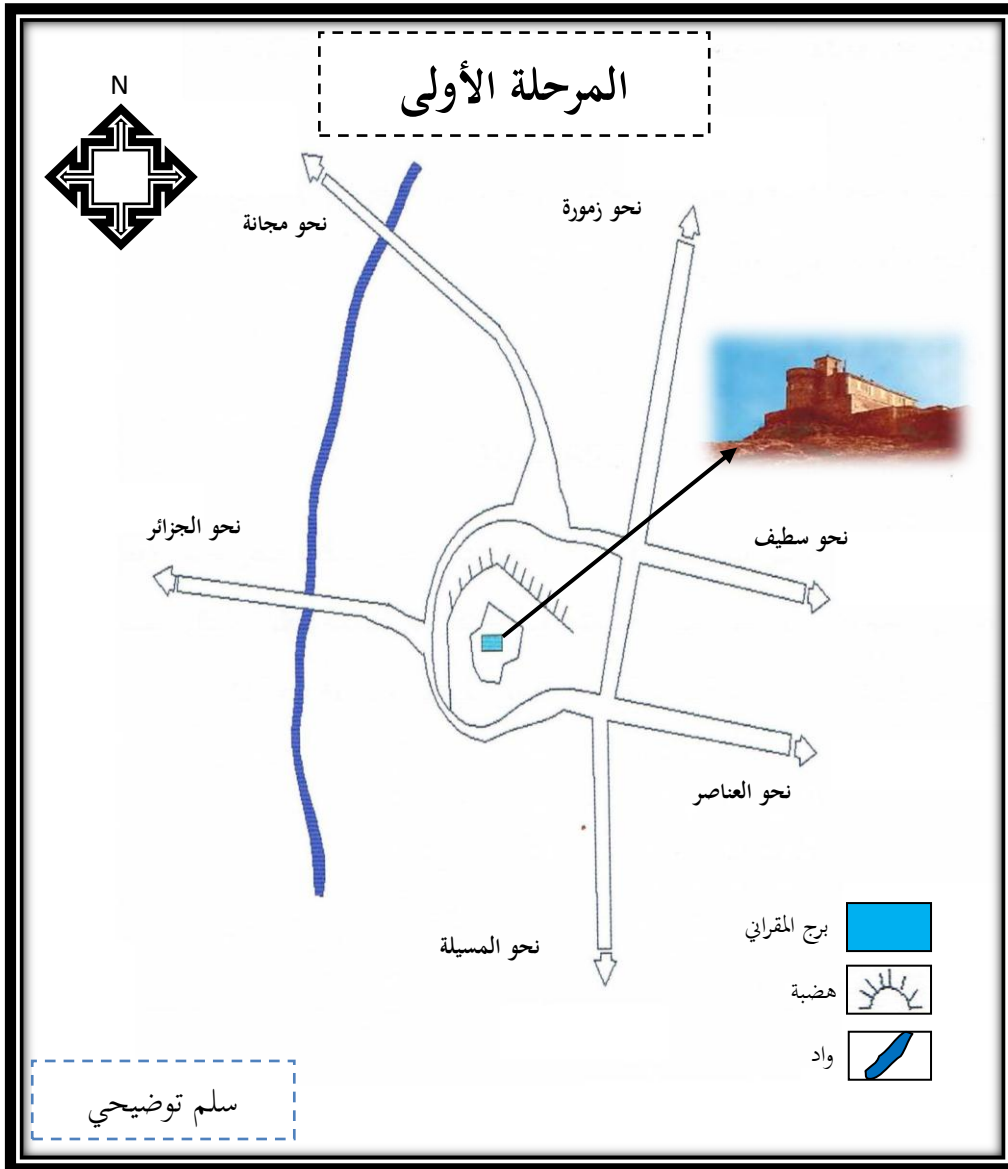 المرحلة الأولى
N
نحو زمورة
نحو مجانة
نحو الجزائر
نحو سطيف
نحو العناصر
نحو المسيلة
برج المقراني
هضبة
واد
سلم توضيحي